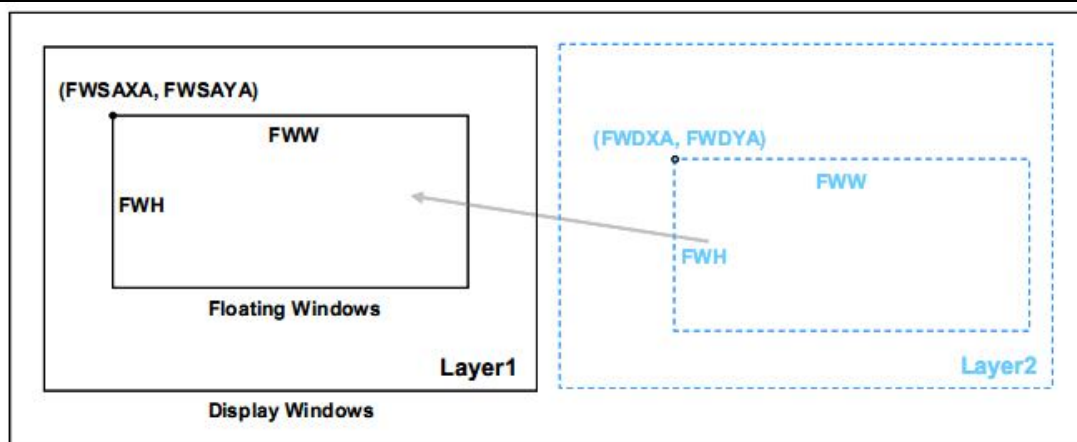 (FWSAXA, FWSAYA)
FWW
FWH
Floating Windows
Layer1
Display Windows
(FWDXA, FWDYA)
FWW
FWH
Layer2